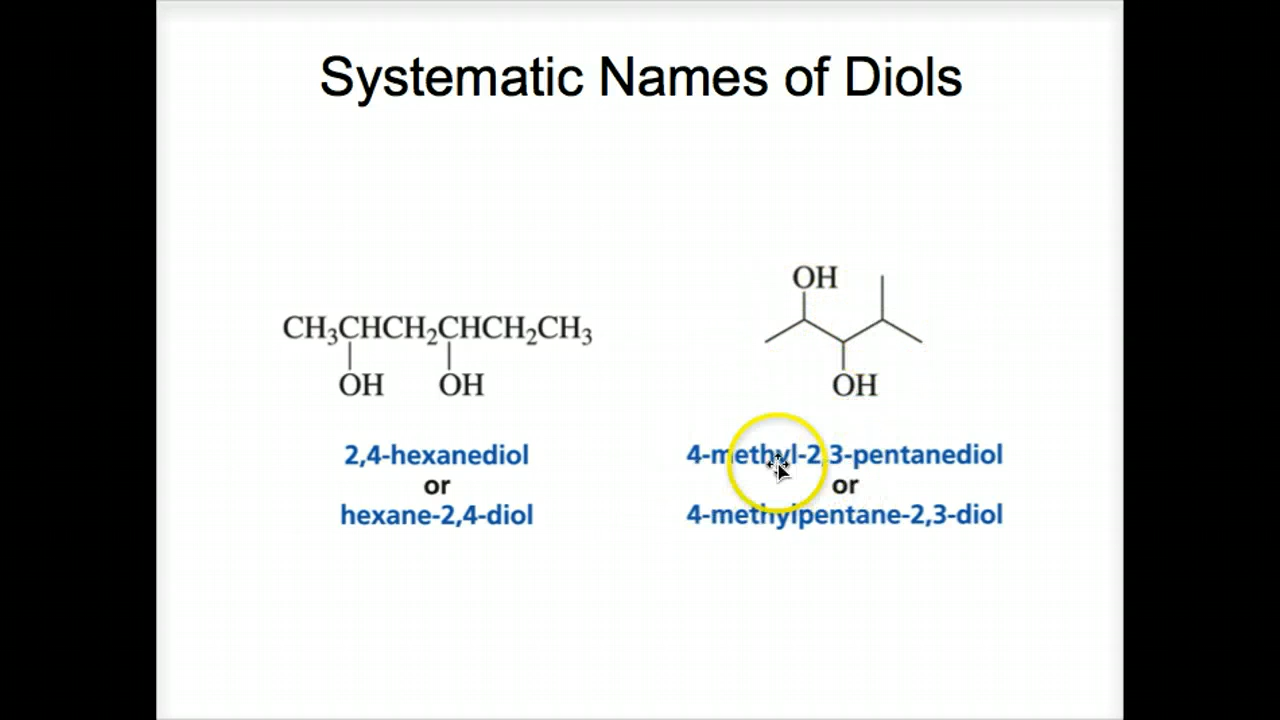 Systematic Names of Diols
CH₃CHCH₂CHCH₂CH₃
OH OH
2,4-hexanediol
or
hexane-2,4-diol
OH
OH
4-methyl-2,3-pentanediol
or
4-methylpentane-2,3-diol